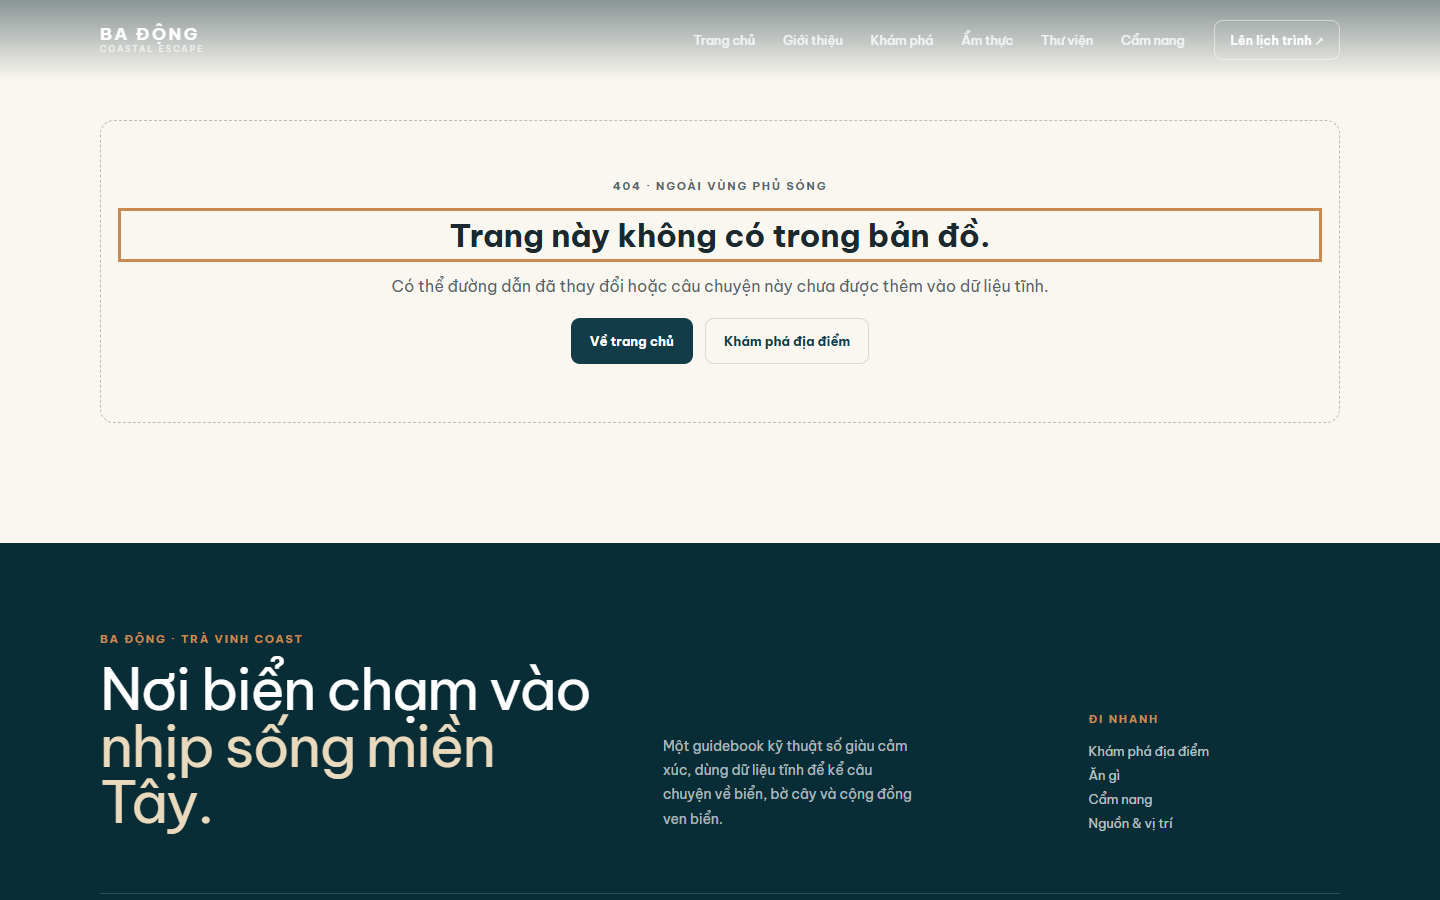 BA ĐỘNG
COASTAL ESCAPE
Trang chủ
Giới thiệu
Khám phá
Ẩm thực
Thư viện
Cẩm nang
Lên lịch trình ↗
404 · NGOÀI VÙNG PHỦ SÓNG
Trang này không có trong bản đồ.
Có thể đường dẫn đã thay đổi hoặc câu chuyện này chưa được thêm vào dữ liệu tĩnh.
Về trang chủ
Khám phá địa điểm
BA ĐỘNG · TRÀ VINH COAST
Nơi biển chạm vào
nhịp sống miền
Tây.
Một guidebook kỹ thuật số giàu cảm
xúc, dùng dữ liệu tĩnh để kể câu
chuyện về biển, bờ cây và cộng đồng
ven biển.
ĐI NHANH
Khám phá địa điểm
Ăn gì
Cẩm nang
Nguồn & vị trí